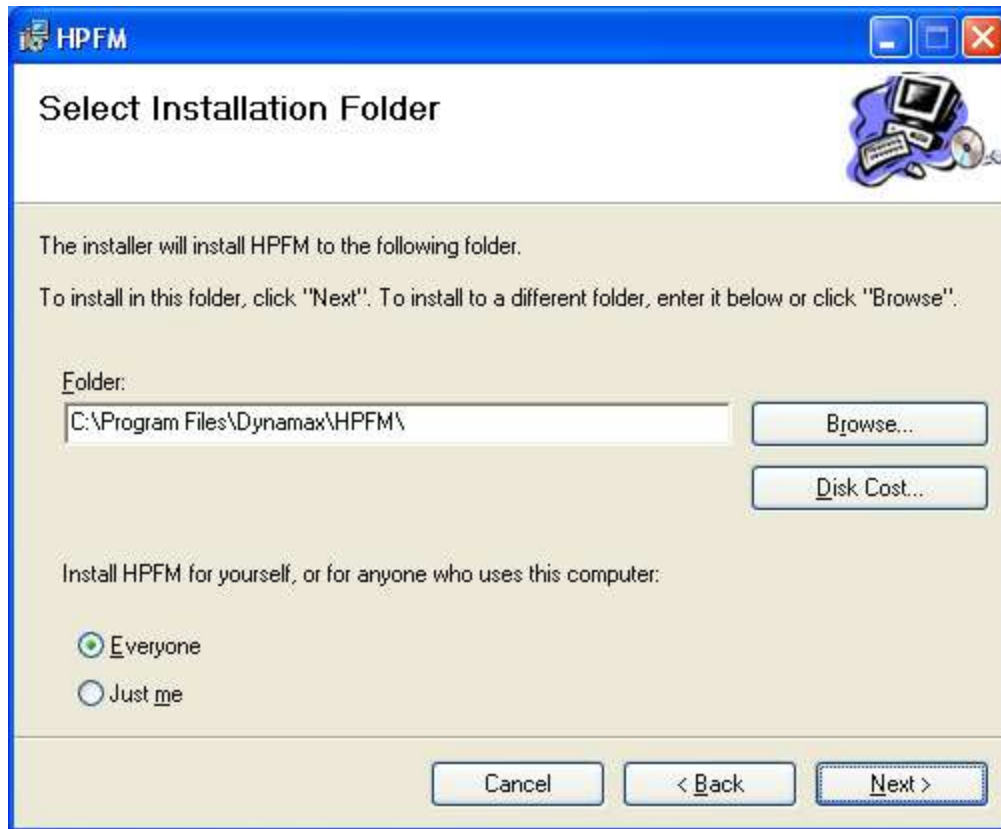 HPFM
Select Installation Folder
The installer will install HPFM to the following folder.
To install in this folder, click "Next". To install to a different folder, enter it below or click "Browse".
Folder:
C:\Program Files\Dynamax\HPFM\
Browse...
Disk Cost...
Install HPFM for yourself, or for anyone who uses this computer:
Everyone
Just me
Cancel
< Back
Next >